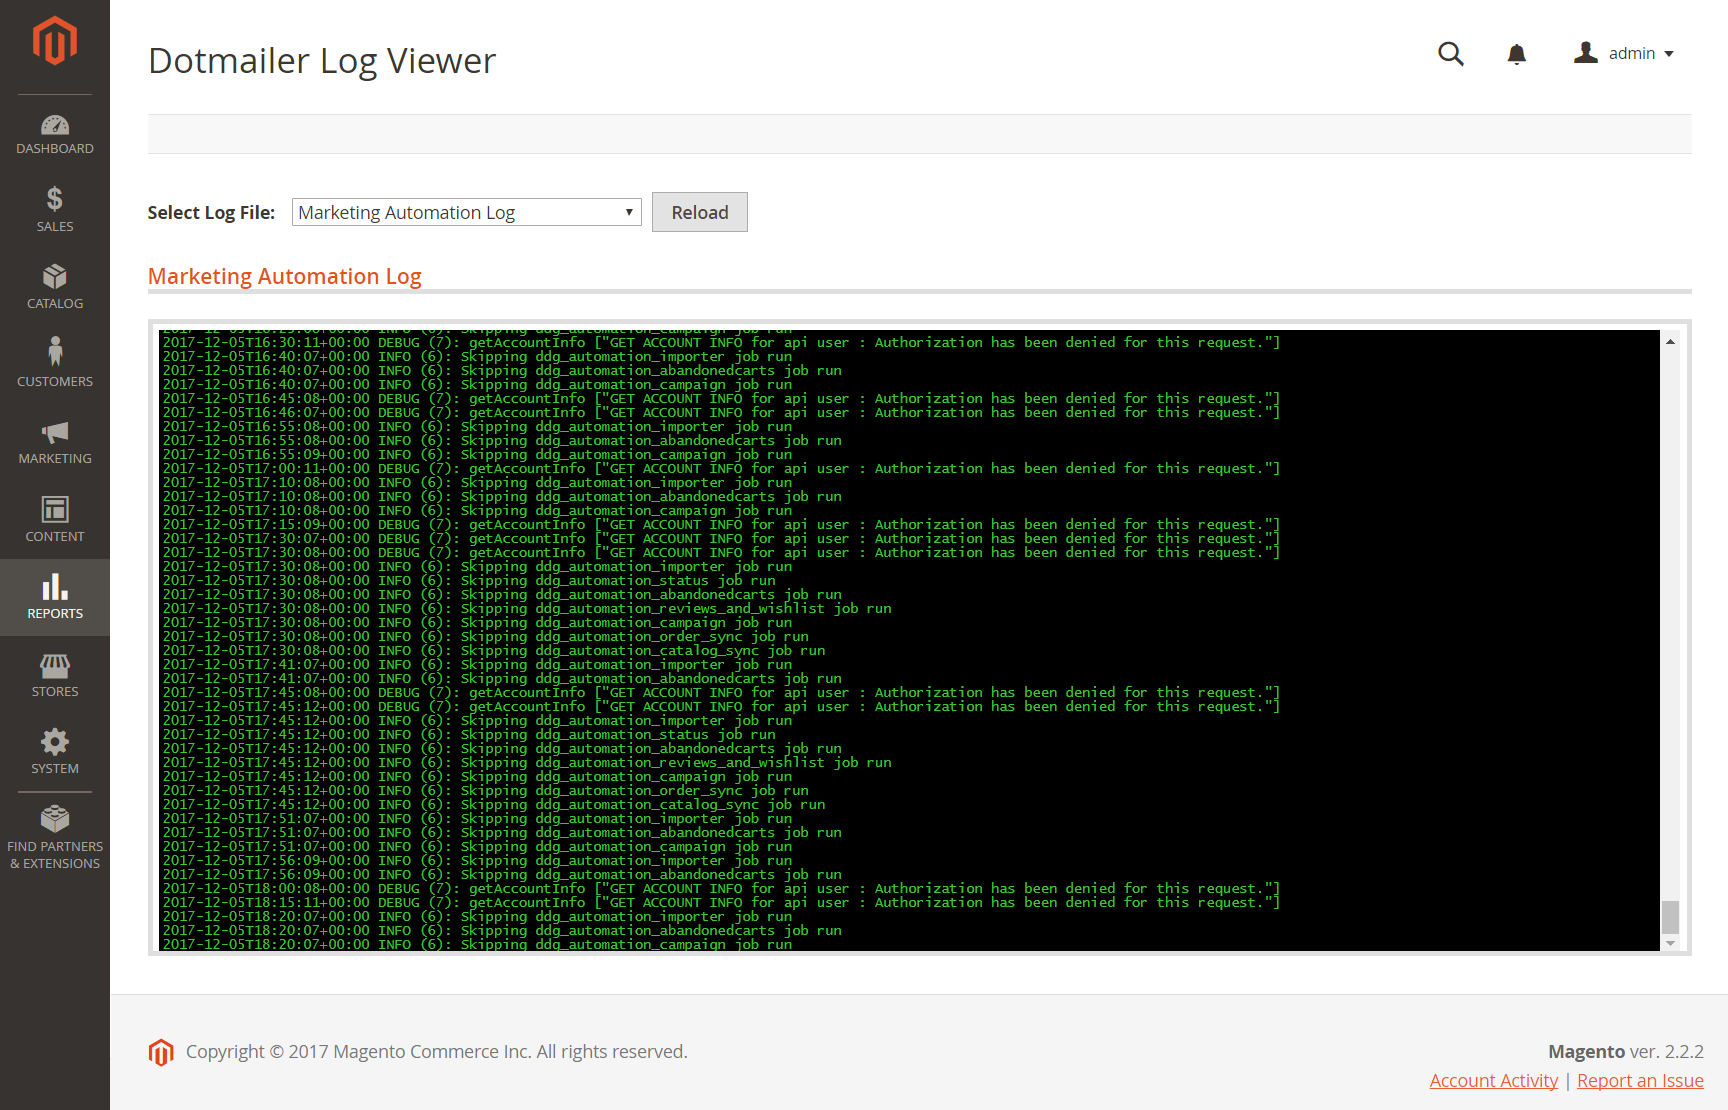 Dotmailer Log Viewer
admin
DASHBOARD
SALES
CATALOG
CUSTOMERS
MARKETING
CONTENT
REPORTS
STORES
SYSTEM
FIND PARTNERS
& EXTENSIONS
Select Log File: Marketing Automation Log Reload
Marketing Automation Log
2017-12-05T16:25:08+00:00 INFO (6): Skipping ddg_automation_campaign job run
2017-12-05T16:30:11+00:00 DEBUG (7): getAccountInfo ["GET ACCOUNT INFO for api user : Authorization has been denied for this request."]
2017-12-05T16:40:07+00:00 INFO (6): Skipping ddg_automation_importer job run
2017-12-05T16:40:07+00:00 INFO (6): Skipping ddg_automation_abandonedcarts job run
2017-12-05T16:40:07+00:00 INFO (6): Skipping ddg_automation_campaign job run
2017-12-05T16:45:08+00:00 DEBUG (7): getAccountInfo ["GET ACCOUNT INFO for api user : Authorization has been denied for this request."]
2017-12-05T16:46:07+00:00 DEBUG (7): getAccountInfo ["GET ACCOUNT INFO for api user : Authorization has been denied for this request."]
2017-12-05T16:55:08+00:00 INFO (6): Skipping ddg_automation_importer job run
2017-12-05T16:55:08+00:00 INFO (6): Skipping ddg_automation_abandonedcarts job run
2017-12-05T16:55:09+00:00 INFO (6): Skipping ddg_automation_campaign job run
2017-12-05T17:00:11+00:00 DEBUG (7): getAccountInfo ["GET ACCOUNT INFO for api user : Authorization has been denied for this request."]
2017-12-05T17:10:08+00:00 INFO (6): Skipping ddg_automation_importer job run
2017-12-05T17:10:08+00:00 INFO (6): Skipping ddg_automation_abandonedcarts job run
2017-12-05T17:10:08+00:00 INFO (6): Skipping ddg_automation_campaign job run
2017-12-05T17:15:09+00:00 DEBUG (7): getAccountInfo ["GET ACCOUNT INFO for api user : Authorization has been denied for this request."]
2017-12-05T17:30:07+00:00 DEBUG (7): getAccountInfo ["GET ACCOUNT INFO for api user : Authorization has been denied for this request."]
2017-12-05T17:30:08+00:00 DEBUG (7): getAccountInfo ["GET ACCOUNT INFO for api user : Authorization has been denied for this request."]
2017-12-05T17:30:08+00:00 INFO (6): Skipping ddg_automation_importer job run
2017-12-05T17:30:08+00:00 INFO (6): Skipping ddg_automation_status job run
2017-12-05T17:30:08+00:00 INFO (6): Skipping ddg_automation_abandonedcarts job run
2017-12-05T17:30:08+00:00 INFO (6): Skipping ddg_automation_reviews_and_wishlist job run
2017-12-05T17:30:08+00:00 INFO (6): Skipping ddg_automation_campaign job run
2017-12-05T17:30:08+00:00 INFO (6): Skipping ddg_automation_order_sync job run
2017-12-05T17:30:08+00:00 INFO (6): Skipping ddg_automation_catalog_sync job run
2017-12-05T17:41:07+00:00 INFO (6): Skipping ddg_automation_importer job run
2017-12-05T17:41:07+00:00 INFO (6): Skipping ddg_automation_abandonedcarts job run
2017-12-05T17:45:08+00:00 DEBUG (7): getAccountInfo ["GET ACCOUNT INFO for api user : Authorization has been denied for this request."]
2017-12-05T17:45:12+00:00 DEBUG (7): getAccountInfo ["GET ACCOUNT INFO for api user : Authorization has been denied for this request."]
2017-12-05T17:45:12+00:00 INFO (6): Skipping ddg_automation_importer job run
2017-12-05T17:45:12+00:00 INFO (6): Skipping ddg_automation_status job run
2017-12-05T17:45:12+00:00 INFO (6): Skipping ddg_automation_abandonedcarts job run
2017-12-05T17:45:12+00:00 INFO (6): Skipping ddg_automation_reviews_and_wishlist job run
2017-12-05T17:45:12+00:00 INFO (6): Skipping ddg_automation_campaign job run
2017-12-05T17:45:12+00:00 INFO (6): Skipping ddg_automation_order_sync job run
2017-12-05T17:45:12+00:00 INFO (6): Skipping ddg_automation_catalog_sync job run
2017-12-05T17:51:07+00:00 INFO (6): Skipping ddg_automation_importer job run
2017-12-05T17:51:07+00:00 INFO (6): Skipping ddg_automation_abandonedcarts job run
2017-12-05T17:51:07+00:00 INFO (6): Skipping ddg_automation_campaign job run
2017-12-05T17:56:09+00:00 INFO (6): Skipping ddg_automation_importer job run
2017-12-05T17:56:09+00:00 INFO (6): Skipping ddg_automation_abandonedcarts job run
2017-12-05T18:00:08+00:00 DEBUG (7): getAccountInfo ["GET ACCOUNT INFO for api user : Authorization has been denied for this request."]
2017-12-05T18:15:11+00:00 DEBUG (7): getAccountInfo ["GET ACCOUNT INFO for api user : Authorization has been denied for this request."]
2017-12-05T18:20:07+00:00 INFO (6): Skipping ddg_automation_importer job run
2017-12-05T18:20:07+00:00 INFO (6): Skipping ddg_automation_abandonedcarts job run
2017-12-05T18:20:07+00:00 INFO (6): Skipping ddg_automation_campaign job run
Copyright © 2017 Magento Commerce Inc. All rights reserved.
Magento ver. 2.2.2
Account Activity | Report an Issue